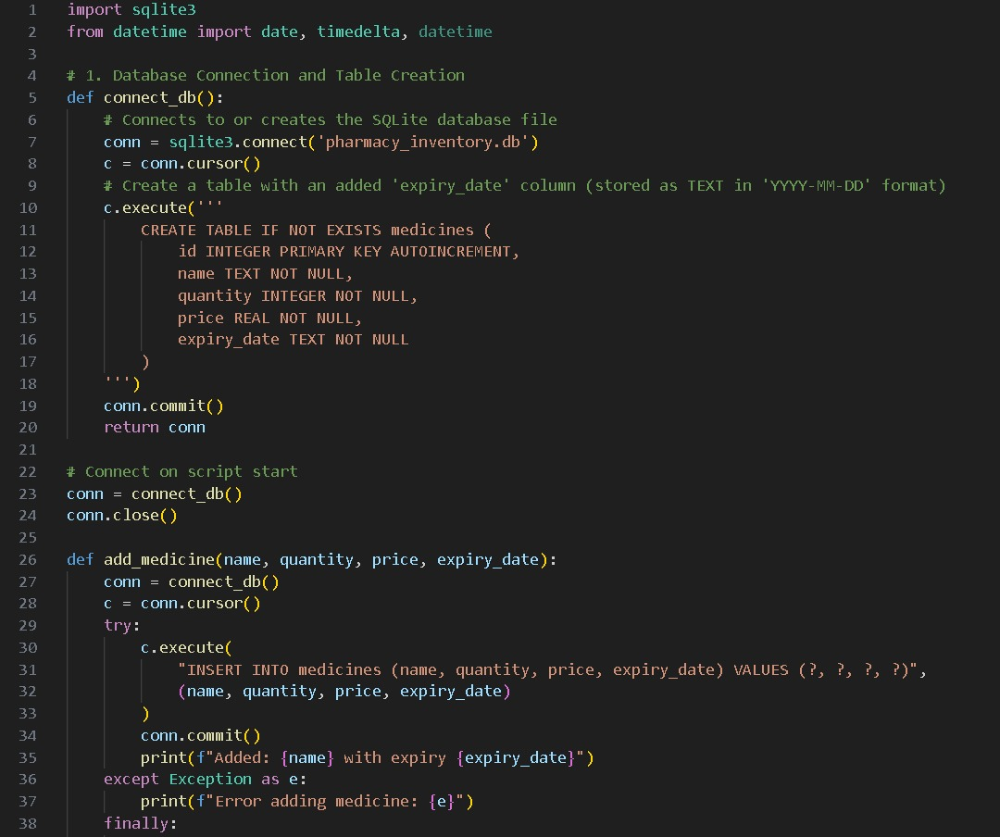 1 import sqlite3
2 from datetime import date, timedelta, datetime
3
4 # 1. Database Connection and Table Creation
5 def connect_db():
6     # Connects to or creates the SQLite database file
7     conn = sqlite3.connect('pharmacy_inventory.db')
8     c = conn.cursor()
9     # Create a table with an added 'expiry_date' column (stored as TEXT in 'YYYY-MM-DD' format)
10     c.execute('''
11         CREATE TABLE IF NOT EXISTS medicines (
12             id INTEGER PRIMARY KEY AUTOINCREMENT,
13             name TEXT NOT NULL,
14             quantity INTEGER NOT NULL,
15             price REAL NOT NULL,
16             expiry_date TEXT NOT NULL
17         )
18     ''')
19     conn.commit()
20     return conn
21
22 # Connect on script start
23 conn = connect_db()
24 conn.close()
25
26 def add_medicine(name, quantity, price, expiry_date):
27     conn = connect_db()
28     c = conn.cursor()
29     try:
30         c.execute(
31             "INSERT INTO medicines (name, quantity, price, expiry_date) VALUES (?, ?, ?, ?)",
32             (name, quantity, price, expiry_date)
33         )
34         conn.commit()
35         print(f"Added: {name} with expiry {expiry_date}")
36     except Exception as e:
37         print(f"Error adding medicine: {e}")
38     finally: